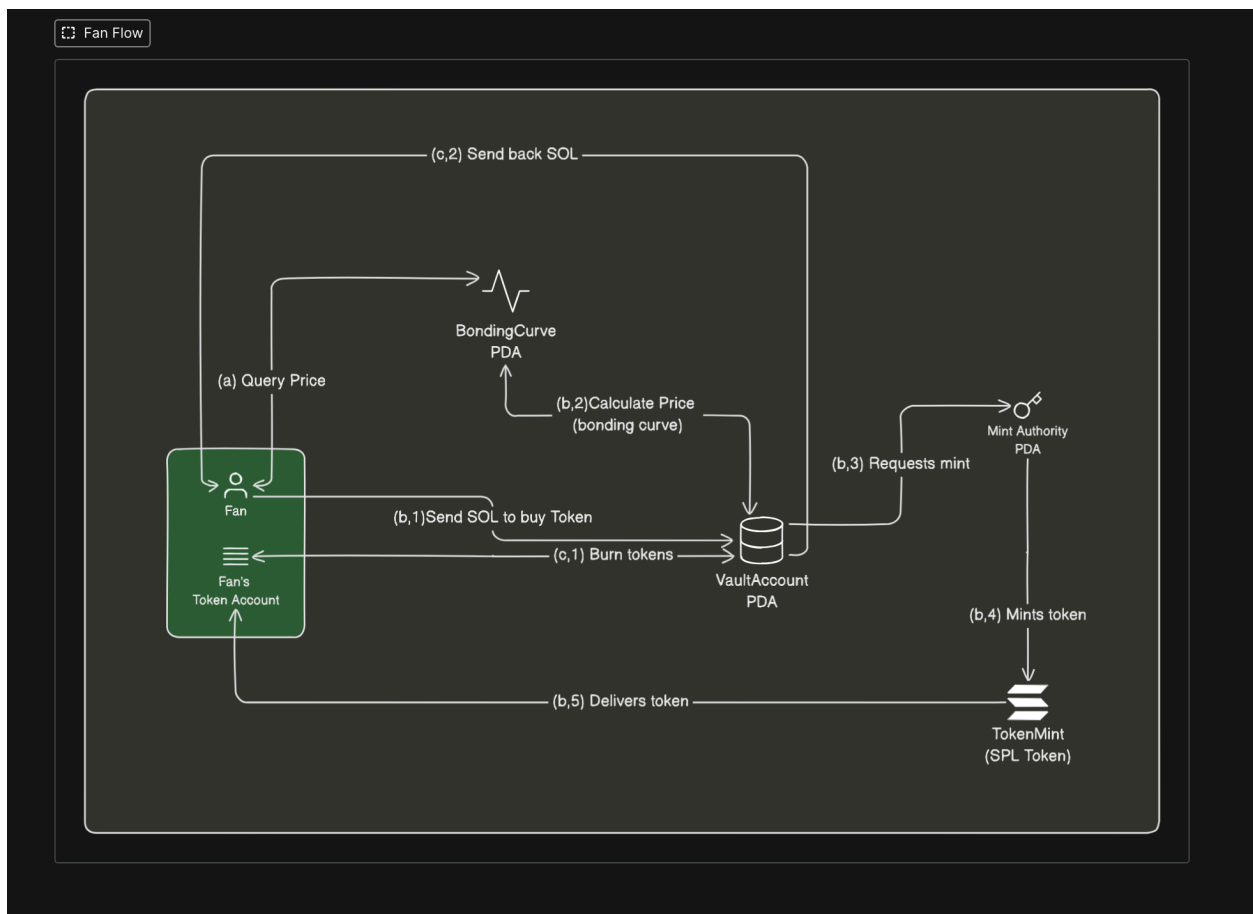 Fan Flow
(c,2) Send back SOL
BondingCurve
PDA
(a) Query Price
(b,2)Calculate Price
(bonding curve)
Mint Authority
PDA
(b,3) Requests mint
Fan
(b,1)Send SOL to buy Token
(c,1) Burn tokens
Fan's
Token Account
VaultAccount
PDA
(b,4) Mints token
(b,5) Delivers token
TokenMint
(SPL Token)